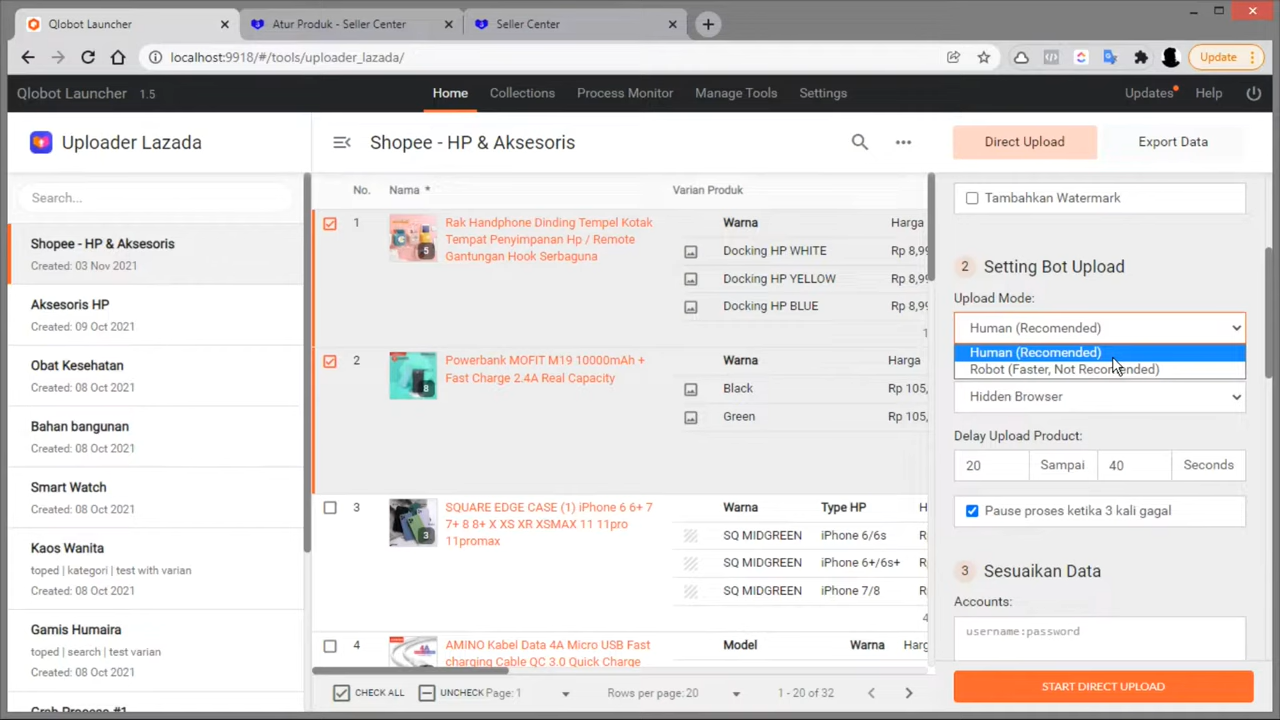 Qlobot Launcher
Atur Produk - Seller Center
Seller Center
localhost:9918/#/tools/uploader_lazada/
Update
Qlobot Launcher 1.5
Home
Collections
Process Monitor
Manage Tools
Settings
Updates
Help
Uploader Lazada
Search...
Shopee - HP & Aksesoris
Created: 03 Nov 2021
Aksesoris HP
Created: 09 Oct 2021
Obat Kesehatan
Created: 08 Oct 2021
Bahan bangunan
Created: 08 Oct 2021
Smart Watch
Created: 08 Oct 2021
Kaos Wanita
toped | kategori | test with varian
Created: 08 Oct 2021
Gamis Humaira
toped | search | test varian
Created: 08 Oct 2021
Grab Process #1
Shopee - HP & Aksesoris
No.
Nama *
Varian Produk
1
5
Rak Handphone Dinding Tempel Kotak
Tempat Penyimpanan Hp / Remote
Gantungan Hook Serbaguna
Warna
Harga
Docking HP WHITE
Rp 8,99
Docking HP YELLOW
Rp 8,99
Docking HP BLUE
Rp 8,99
1
2
8
Powerbank MOFIT M19 10000mAh +
Fast Charge 2.4A Real Capacity
Warna
Harga
Black
Rp 105,
Green
Rp 105,
3
3
SQUARE EDGE CASE (1) iPhone 6 6+ 7
7+ 8 8+ X XS XR XSMAX 11 11pro
11promax
Warna
Type HP
H
SQ MIDGREEN
iPhone 6/6s
SQ MIDGREEN
iPhone 6+/6s+
SQ MIDGREEN
iPhone 7/8
4
4
AMINO Kabel Data 4A Micro USB Fast
charging Cable QC 3.0 Quick Charge
Model
Warna
Harg
CHECK ALL
UNCHECK
Page: 1
Rows per page: 20
1 - 20 of 32
Direct Upload
Export Data
Tambahkan Watermark
2 Setting Bot Upload
Upload Mode:
Human (Recomended)
Human (Recomended)
Robot (Faster, Not Recomended)
Hidden Browser
Delay Upload Product:
20 Sampai 40 Seconds
Pause proses ketika 3 kali gagal
3 Sesuaikan Data
Accounts:
username:password
START DIRECT UPLOAD